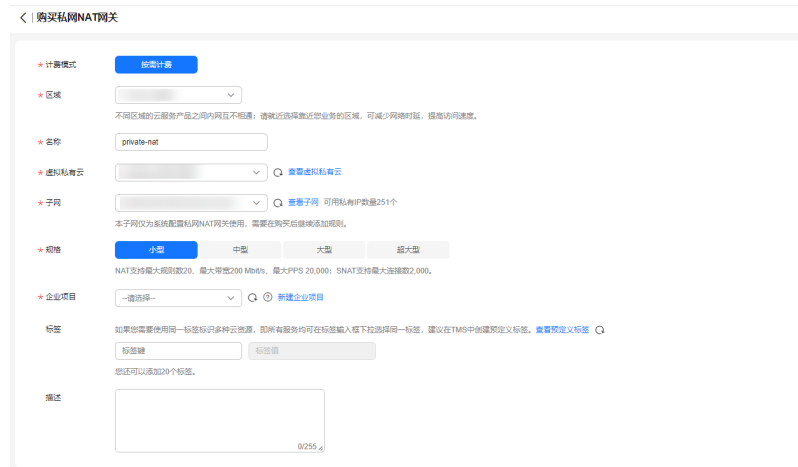 购买私网NAT网关
* 计费模式 按需计费
* 区域
不同区域的云服务产品之间内网互不相通；请就近选择靠近您业务的区域，可减少网络时延，提高访问速度。
* 名称 private-nat
* 虚拟私有云 查看虚拟私有云
* 子网 查看子网 可用私有IP数量251个
本子网仅为系统配置私网NAT网关使用，需要在购买后继续添加规则。
* 规格 小型 中型 大型 超大型
NAT支持最大规则数20、最大带宽200 Mbit/s、最大PPS 20,000；SNAT支持最大连接数2,000。
* 企业项目 --请选择-- 新建企业项目
标签 如果您需要使用同一标签标识多种云资源，即所有服务均可在标签输入框下拉选择同一标签，建议在TMS中创建预定义标签。查看预定义标签
标签键 标签值
您还可以添加20个标签。
描述
0/255